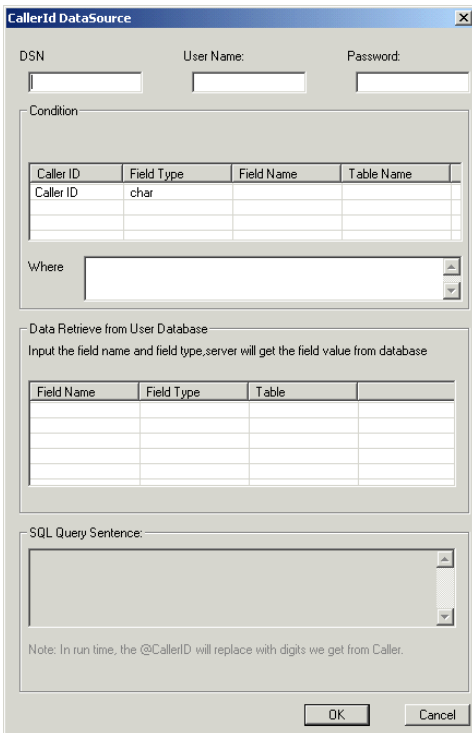 CallerId DataSource
DSN User Name: Password:
Condition
Caller ID Field Type Field Name Table Name
Caller ID char
Where
Data Retrieve from User Database
Input the field name and field type,server will get the field value from database
Field Name Field Type Table
SQL Query Sentence:
Note: In run time, the @CallerID will replace with digits we get from Caller.
OK Cancel